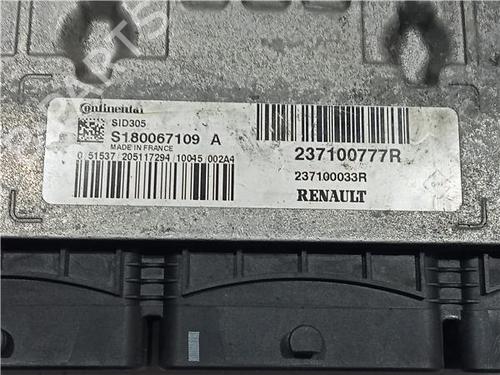 Continental
SID305
S180067109 A
MADE IN FRANCE
0 51537 205117294 10045 002A4
237100777R
237100033R
RENAULT